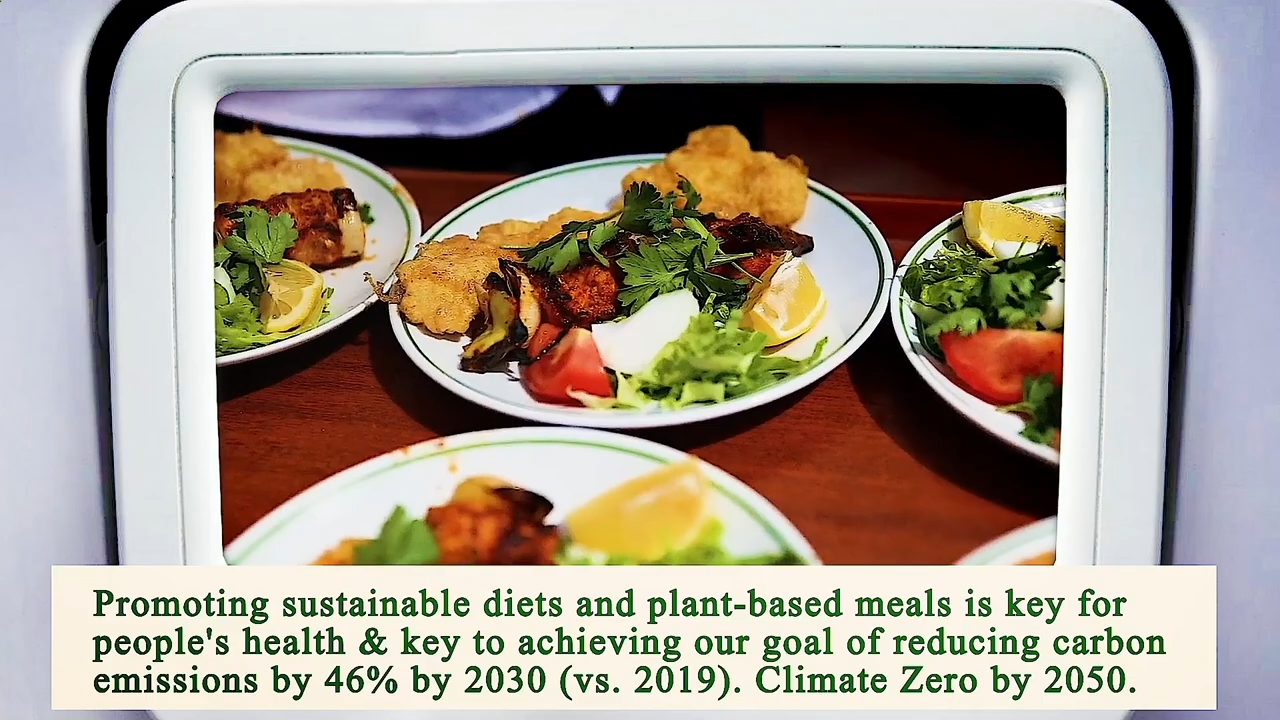 Promoting sustainable diets and plant-based meals is key for
people's health & key to achieving our goal of reducing carbon
emissions by 46% by 2030 (vs. 2019). Climate Zero by 2050.